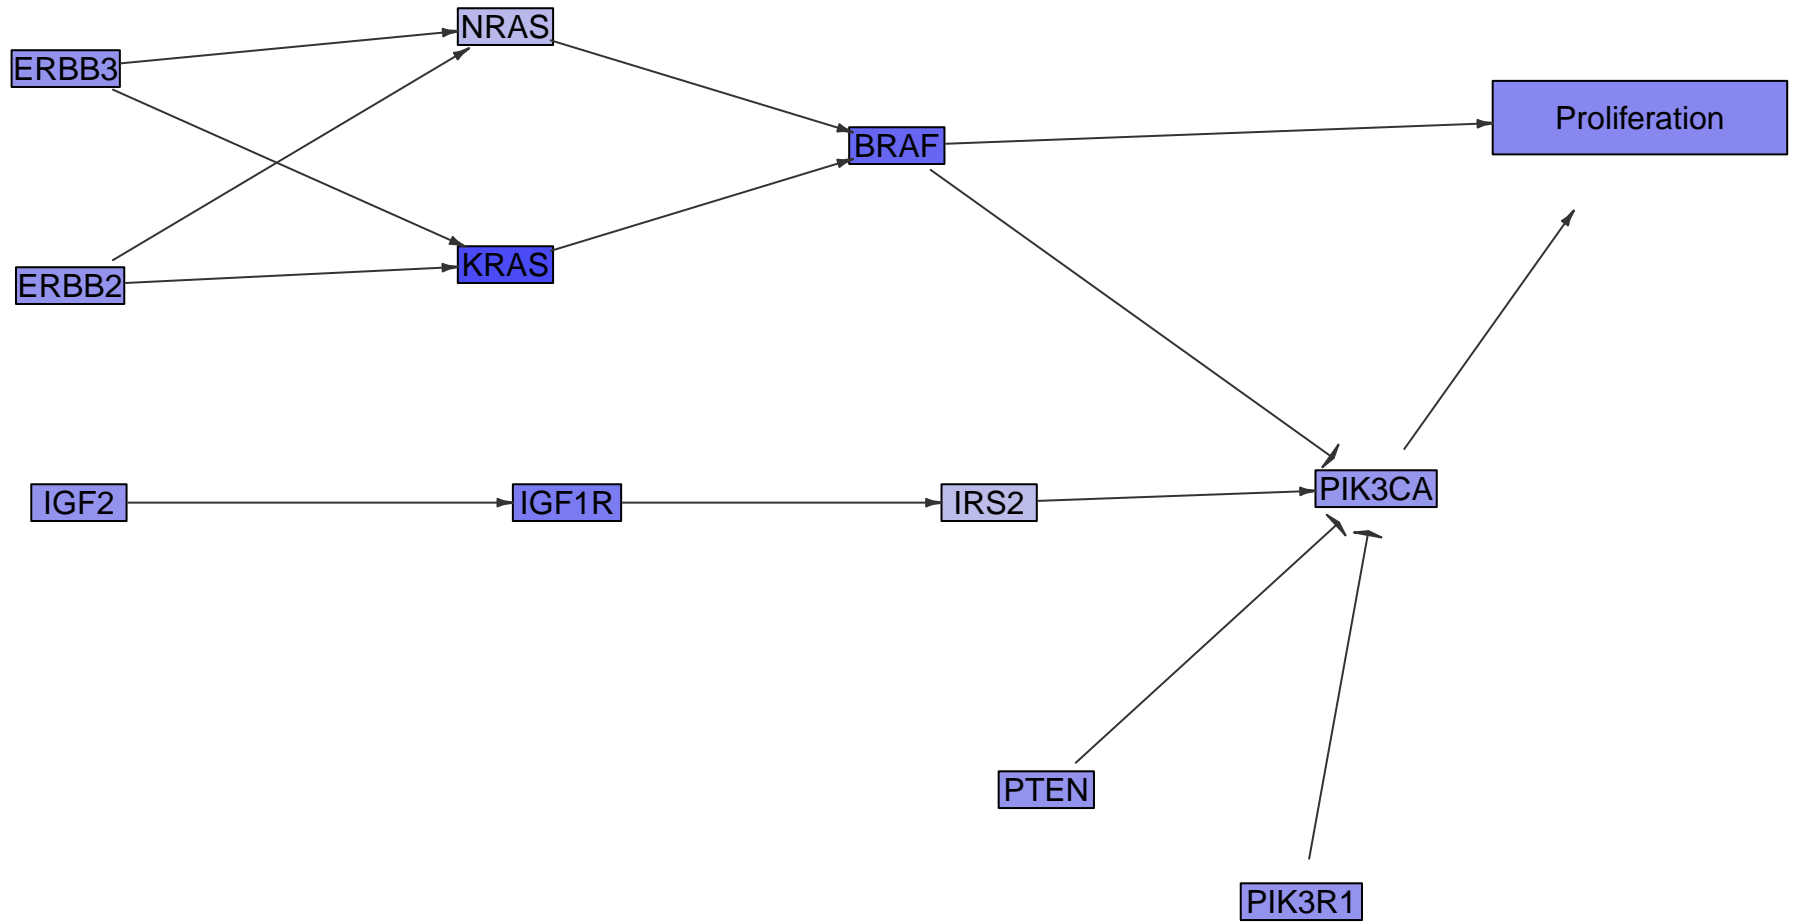 NRAS
ERBB3
Proliferation
BRAF
KRAS
ERBB2
PIK3CA
IGF2
IGF1R
IRS2
PTEN
PIK3R1